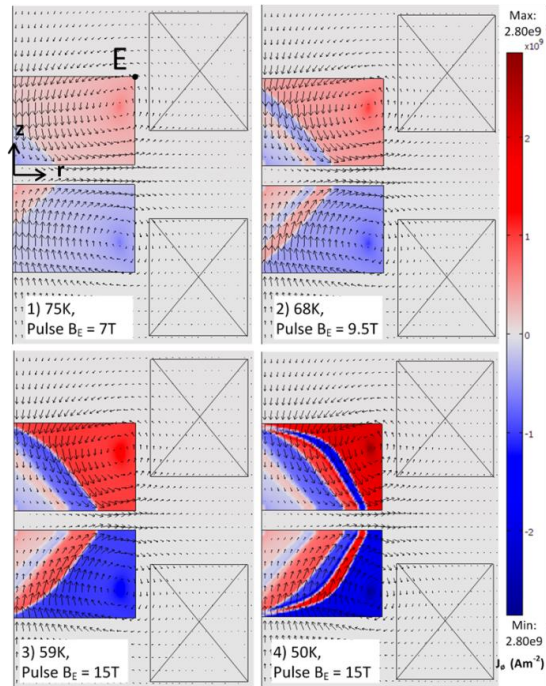 E
z
r
1) 75K,
Pulse B_E = 7T
2) 68K,
Pulse B_E = 9.5T
3) 59K,
Pulse B_E = 15T
4) 50K,
Pulse B_E = 15T
Max:
2.80e9
x10⁹
2
1
0
-1
-2
Min:
2.80e9
J_ø (Am⁻²)